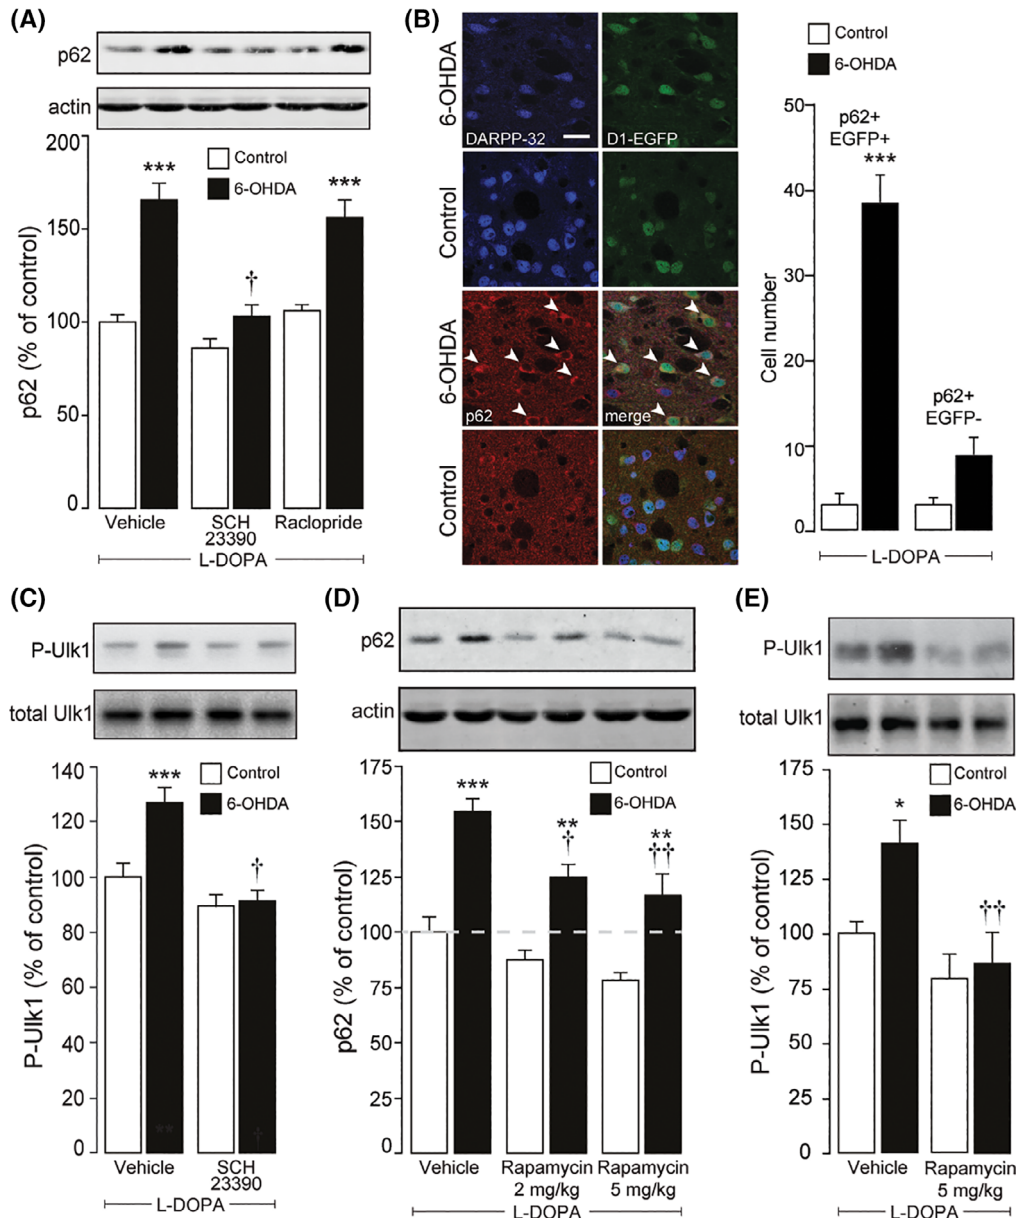 (A)
p62
actin
200
150
100
50
0
p62 (% of control)
Control
6-OHDA
***
†
***
Vehicle
SCH
23390
Raclopride
L-DOPA
(B)
6-OHDA
Control
6-OHDA
Control
DARPP-32
D1-EGFP
p62
merge
Control
6-OHDA
50
40
30
20
10
0
Cell number
p62+
EGFP+
***
p62+
EGFP-
L-DOPA
(C)
P-Ulk1
total Ulk1
140
120
100
80
60
40
20
0
P-Ulk1 (% of control)
Control
6-OHDA
***
†
**
†
Vehicle
SCH
23390
L-DOPA
(D)
p62
actin
175
150
125
100
75
50
25
0
p62 (% of control)
Control
6-OHDA
***
**
†
**
††
Vehicle
Rapamycin
2 mg/kg
Rapamycin
5 mg/kg
L-DOPA
(E)
P-Ulk1
total Ulk1
175
150
125
100
75
50
25
0
P-Ulk1 (% of control)
Control
6-OHDA
*
††
Vehicle
Rapamycin
5 mg/kg
L-DOPA